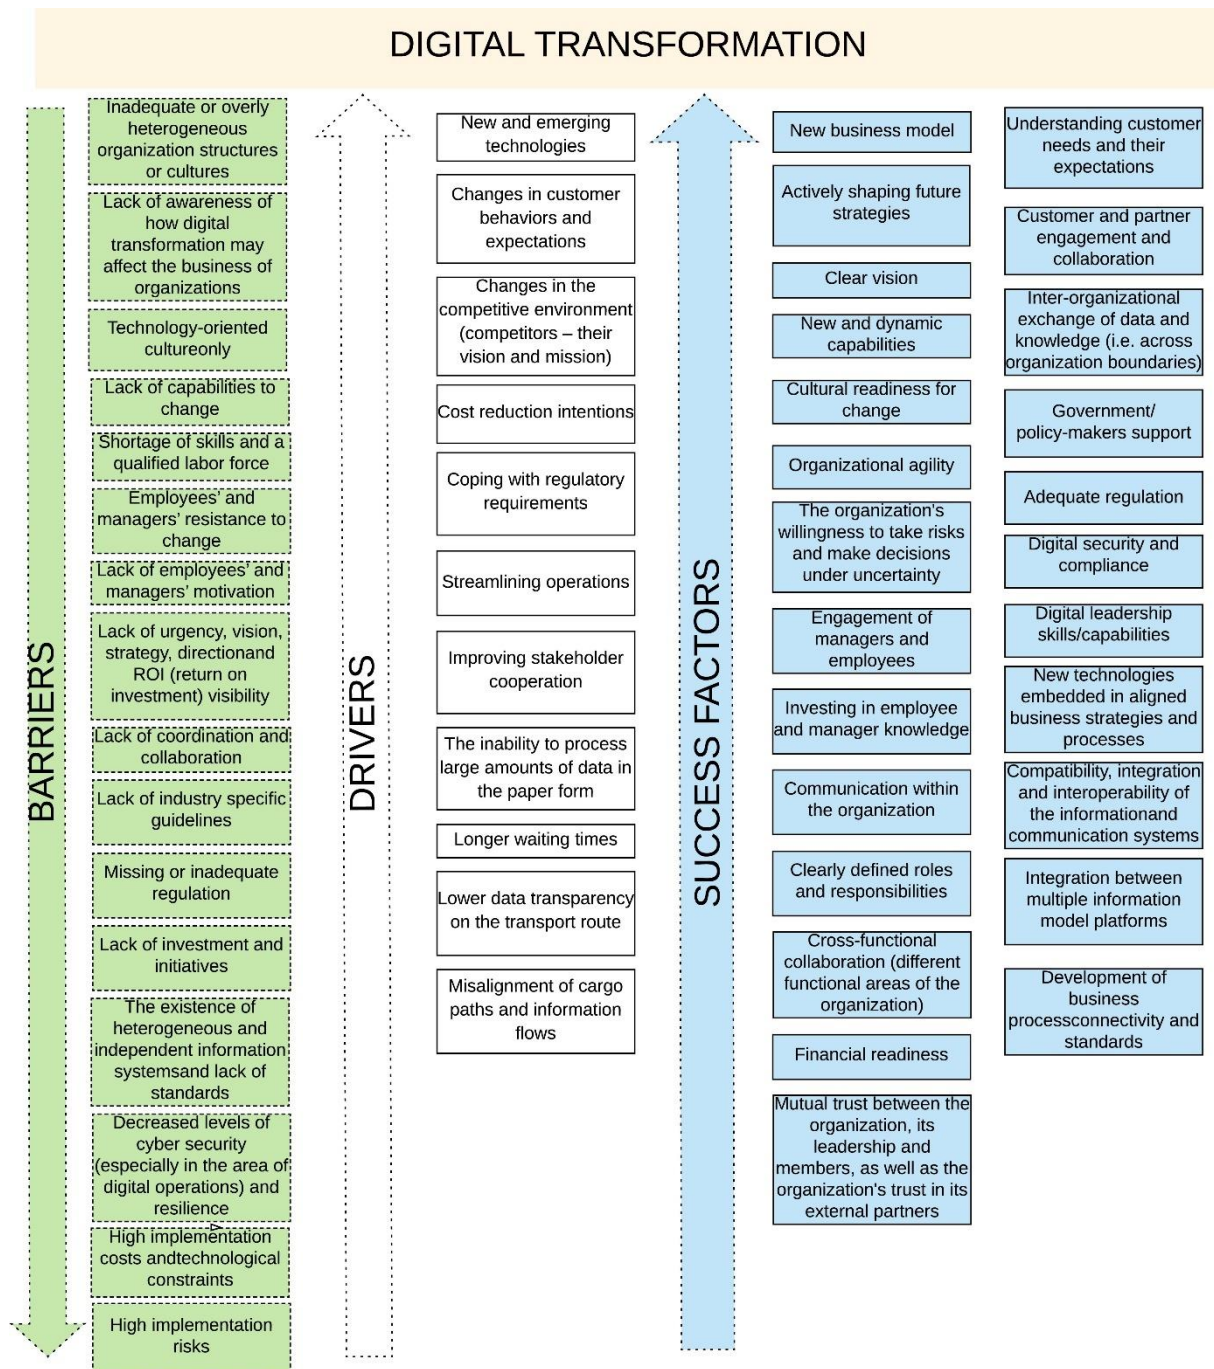 DIGITAL TRANSFORMATION
BARRIERS
Inadequate or overly
heterogeneous
organization structures
or cultures
Lack of awareness of
how digital
transformation may
affect the business of
organizations
Technology-oriented
cultureonly
Lack of capabilities to
change
Shortage of skills and a
qualified labor force
Employees’ and
managers’ resistance to
change
Lack of employees’ and
managers’ motivation
Lack of urgency, vision,
strategy, directionand
ROI (return on
investment) visibility
Lack of coordination and
collaboration
Lack of industry specific
guidelines
Missing or inadequate
regulation
Lack of investment and
initiatives
The existence of
heterogeneous and
independent information
systemsand lack of
standards
Decreased levels of
cyber security
(especially in the area of
digital operations) and
resilience
High implementation
costs andtechnological
constraints
High implementation
risks
DRIVERS
New and emerging
technologies
Changes in customer
behaviors and
expectations
Changes in the
competitive environment
(competitors – their
vision and mission)
Cost reduction intentions
Coping with regulatory
requirements
Streamlining operations
Improving stakeholder
cooperation
The inability to process
large amounts of data in
the paper form
Longer waiting times
Lower data transparency
on the transport route
Misalignment of cargo
paths and information
flows
SUCCESS FACTORS
New business model
Actively shaping future
strategies
Clear vision
New and dynamic
capabilities
Cultural readiness for
change
Organizational agility
The organization's
willingness to take risks
and make decisions
under uncertainty
Engagement of
managers and
employees
Investing in employee
and manager knowledge
Communication within
the organization
Clearly defined roles
and responsibilities
Cross-functional
collaboration (different
functional areas of the
organization)
Financial readiness
Mutual trust between the
organization, its
leadership and
members, as well as the
organization's trust in its
external partners
Understanding customer
needs and their
expectations
Customer and partner
engagement and
collaboration
Inter-organizational
exchange of data and
knowledge (i.e. across
organization boundaries)
Government/
policy-makers support
Adequate regulation
Digital security and
compliance
Digital leadership
skills/capabilities
New technologies
embedded in aligned
business strategies and
processes
Compatibility, integration
and interoperability of
the informationand
communication systems
Integration between
multiple information
model platforms
Development of
business
processconnectivity and
standards